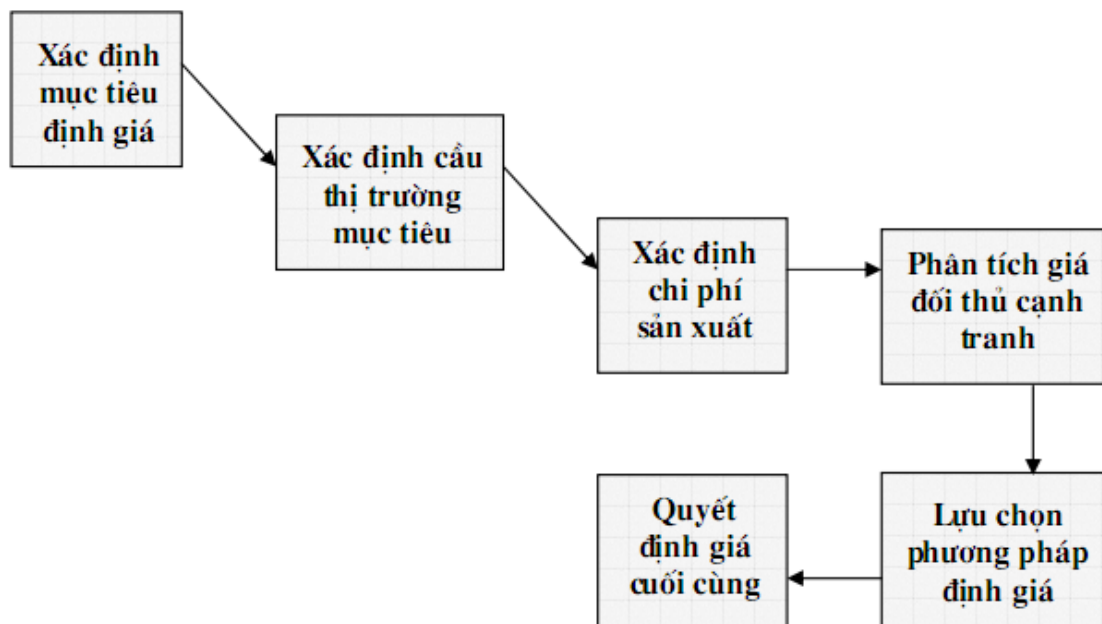 Xác định
mục tiêu
định giá
Xác định cầu
thị trường
mục tiêu
Xác định
chi phí
sản xuất
Phân tích giá
đối thủ cạnh
tranh
Lựu chọn
phương pháp
định giá
Quyết
định giá
cuối cùng